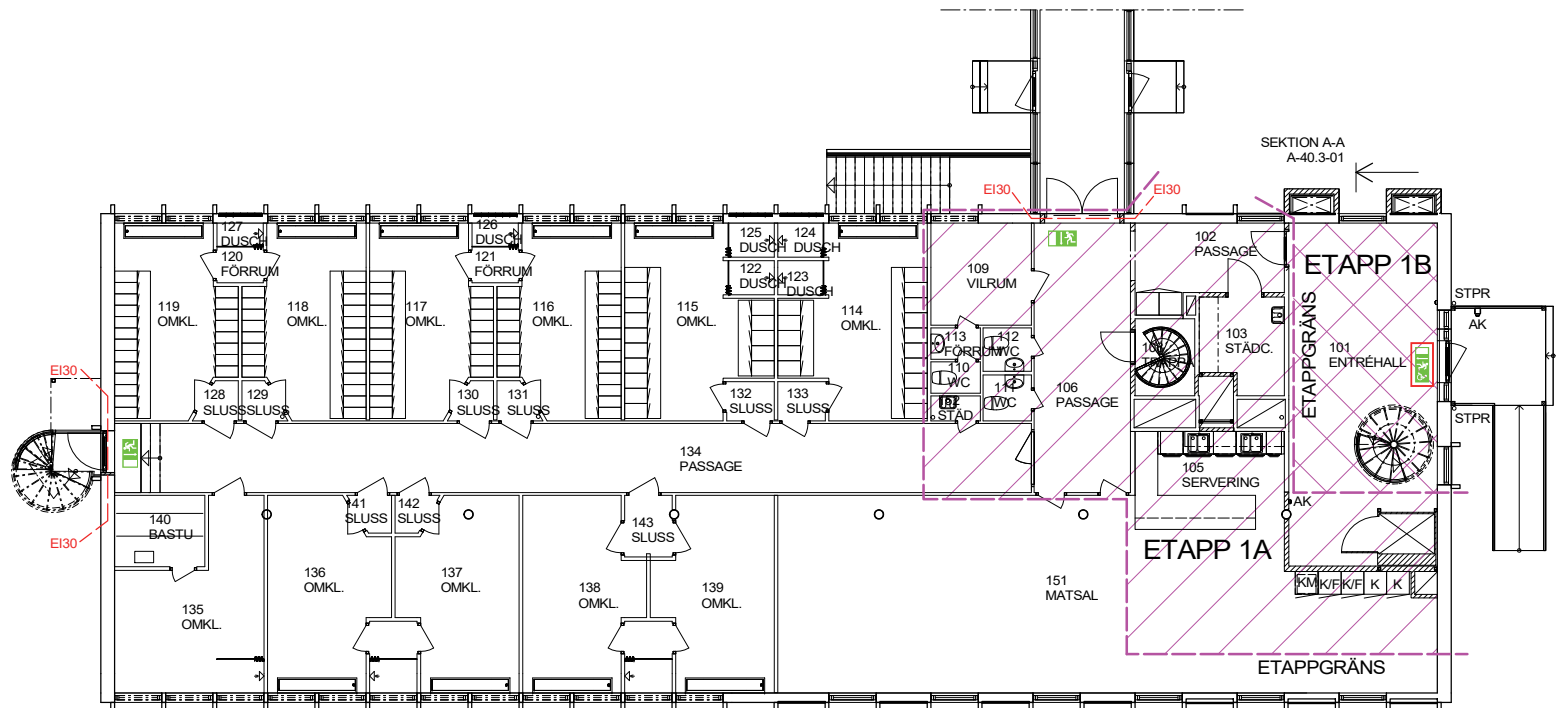 SEKTION A-A
A-40.3-01
EI30
EI30
127
DUSCH
126
DUSCH
125
DUSCH
124
DUSCH
102
PASSAGE
120
FÖRRUM
121
FÖRRUM
122
DUSCH
123
DUSCH
109
VILRUM
ETAPP 1B
STPR
AK
119
OMKL.
118
OMKL.
117
OMKL.
116
OMKL.
115
OMKL.
114
OMKL.
113
FÖRRUM
112
WC
103
STÄDC.
ETAPPGRÄNS
101
ENTRÉHALL
EI30
110
WC
WC
STÄD
106
PASSAGE
128
SLUSS
129
SLUSS
130
SLUSS
131
SLUSS
132
SLUSS
133
SLUSS
STPR
134
PASSAGE
105
SERVERING
AK
EI30
140
BASTU
141
SLUSS
142
SLUSS
143
SLUSS
ETAPP 1A
135
OMKL.
136
OMKL.
137
OMKL.
138
OMKL.
139
OMKL.
151
MATSAL
KM K/F K/F K K
ETAPPGRÄNS